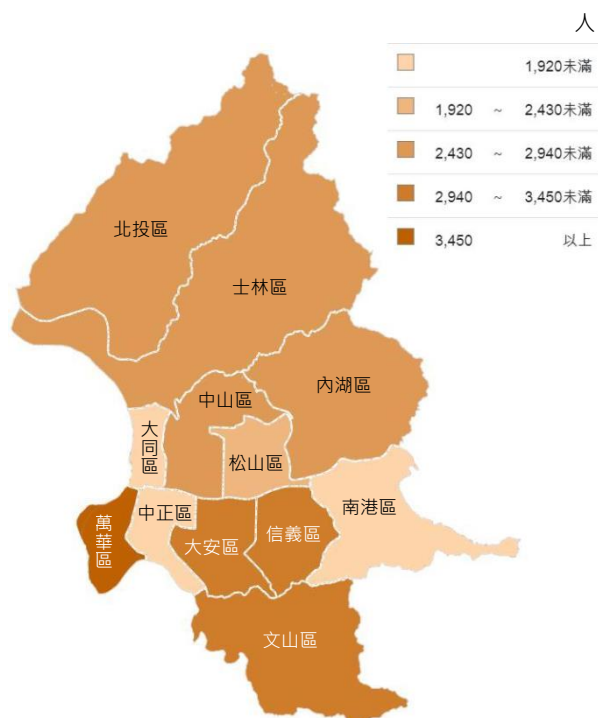 人
1,920未滿
1,920 ~ 2,430未滿
2,430 ~ 2,940未滿
2,940 ~ 3,450未滿
3,450 以上
北投區
士林區
內湖區
中山區
大同區
松山區
南港區
萬華區
中正區
大安區
信義區
文山區